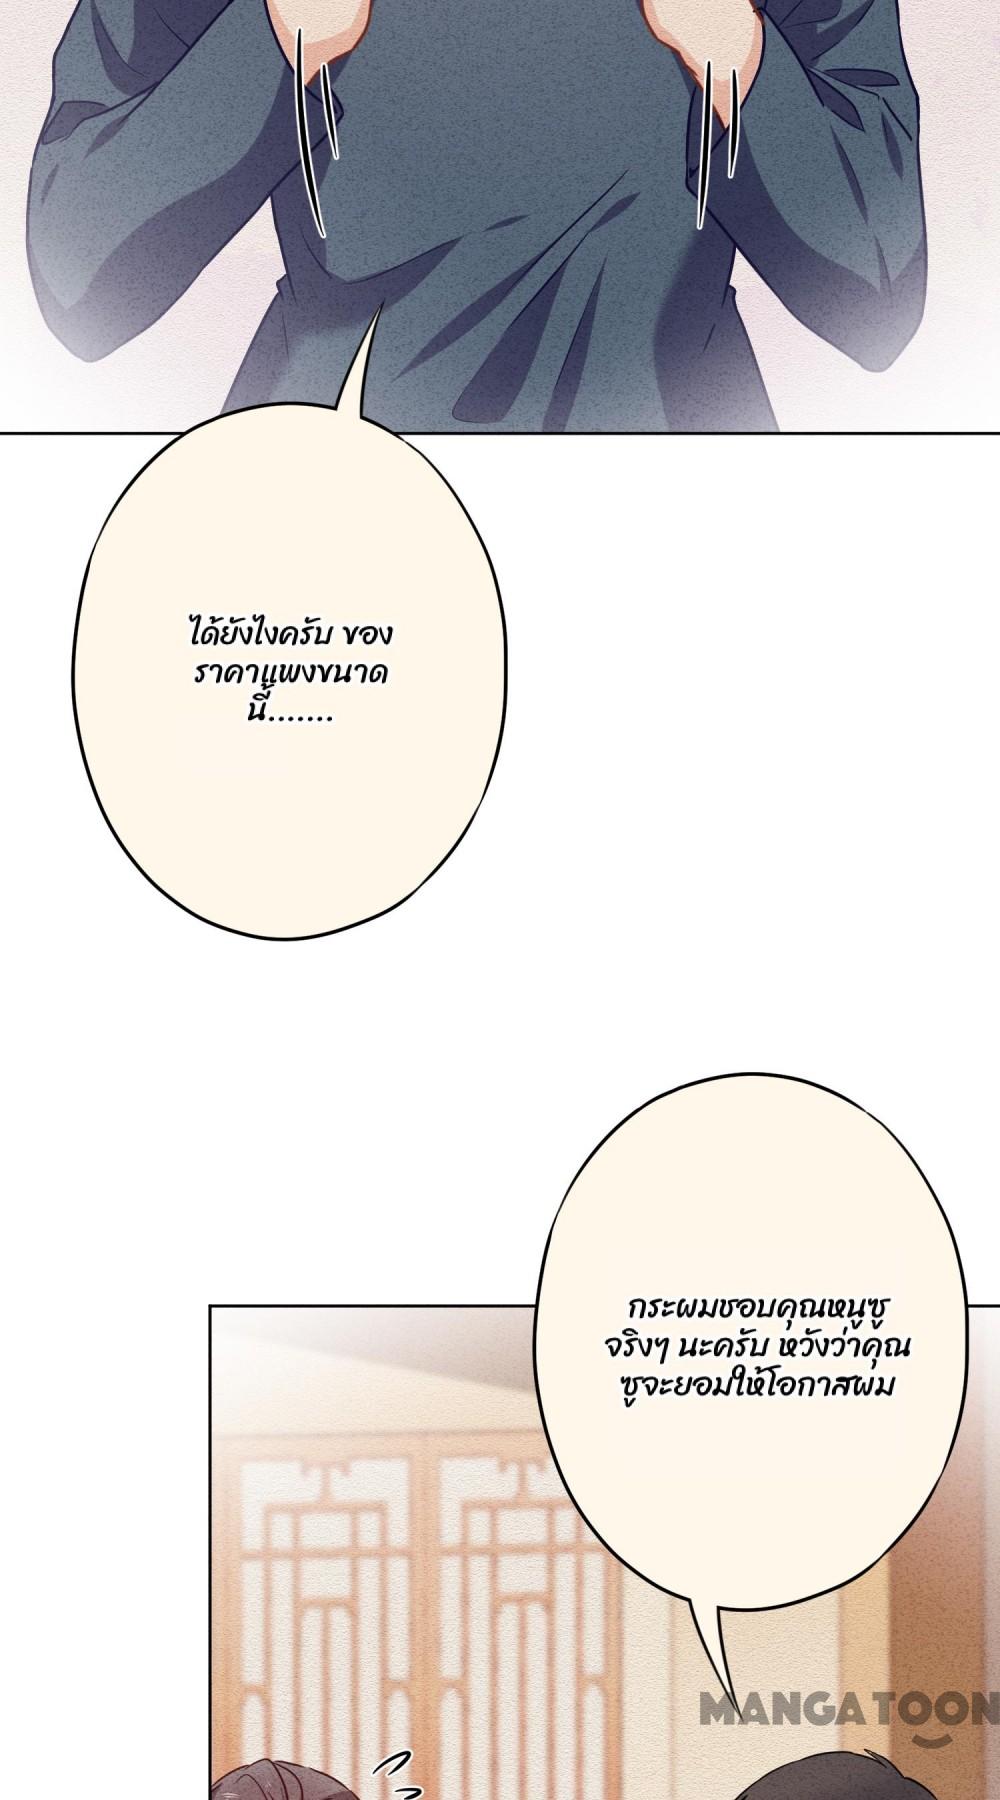 ได้ยังไงครับ ของ
ราคาแพงขนาด
นี้.......
กระผมชอบคุณหนูซู
จริงๆ นะครับ หวังว่าคุณ
ซูจะยอมให้โอกาสผม
MANGATOON